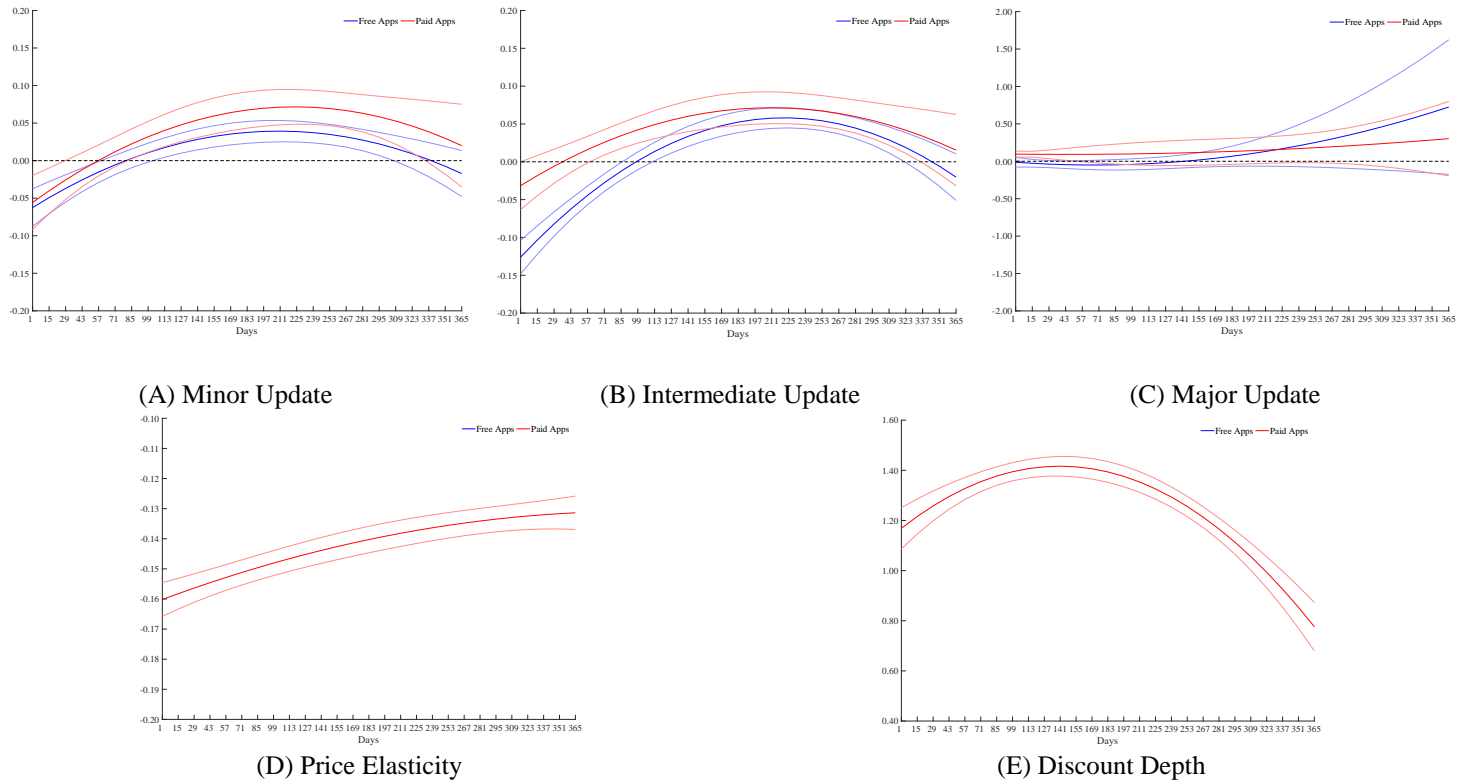 0.20
0.15
0.10
0.05
0.00
-0.05
-0.10
-0.15
-0.20
Free Apps Paid Apps
1 15 29 43 57 71 85 99 113 127 141 155 169 183 197 211 225 239 253 267 281 295 309 323 337 351 365
Days
0.20
0.15
0.10
0.05
0.00
-0.05
-0.10
-0.15
-0.20
Free Apps Paid Apps
1 15 29 43 57 71 85 99 113 127 141 155 169 183 197 211 225 239 253 267 281 295 309 323 337 351 365
Days
2.00
1.50
1.00
0.50
0.00
-0.50
-1.00
-1.50
-2.00
Free Apps Paid Apps
1 15 29 43 57 71 85 99 113 127 141 155 169 183 197 211 225 239 253 267 281 295 309 323 337 351 365
Days
(A) Minor Update
(B) Intermediate Update
(C) Major Update
-0.10
-0.11
-0.12
-0.13
-0.14
-0.15
-0.16
-0.17
-0.18
-0.19
-0.20
Free Apps Paid Apps
1 15 29 43 57 71 85 99 113 127 141 155 169 183 197 211 225 239 253 267 281 295 309 323 337 351 365
Days
1.60
1.40
1.20
1.00
0.80
0.60
0.40
Free Apps Paid Apps
1 15 29 43 57 71 85 99 113 127 141 155 169 183 197 211 225 239 253 267 281 295 309 323 337 351 365
Days
(D) Price Elasticity
(E) Discount Depth